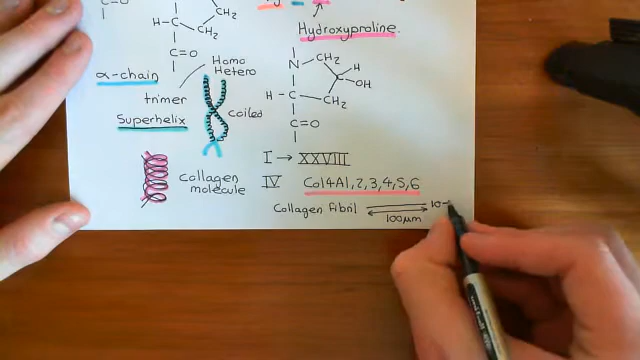 Hydroxyproline.
C=O
CH₂
H-C-CH₂
C=O
α-chain
Homo
Hetero
trimer
Superhelix
coiled
N
CH₂
C
H
OH
H-C
CH₂
C=O
I → XXVIII
collagen
molecule
IV
Col4A1,2,3,4,5,6
Collagen Fibril
100μm
10-